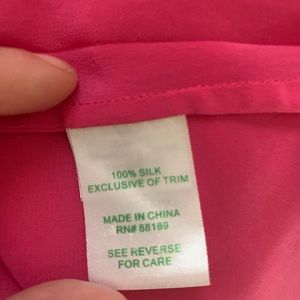 100% SILK
EXCLUSIVE OF TRIM
MADE IN CHINA
RN# 88189
SEE REVERSE
FOR CARE